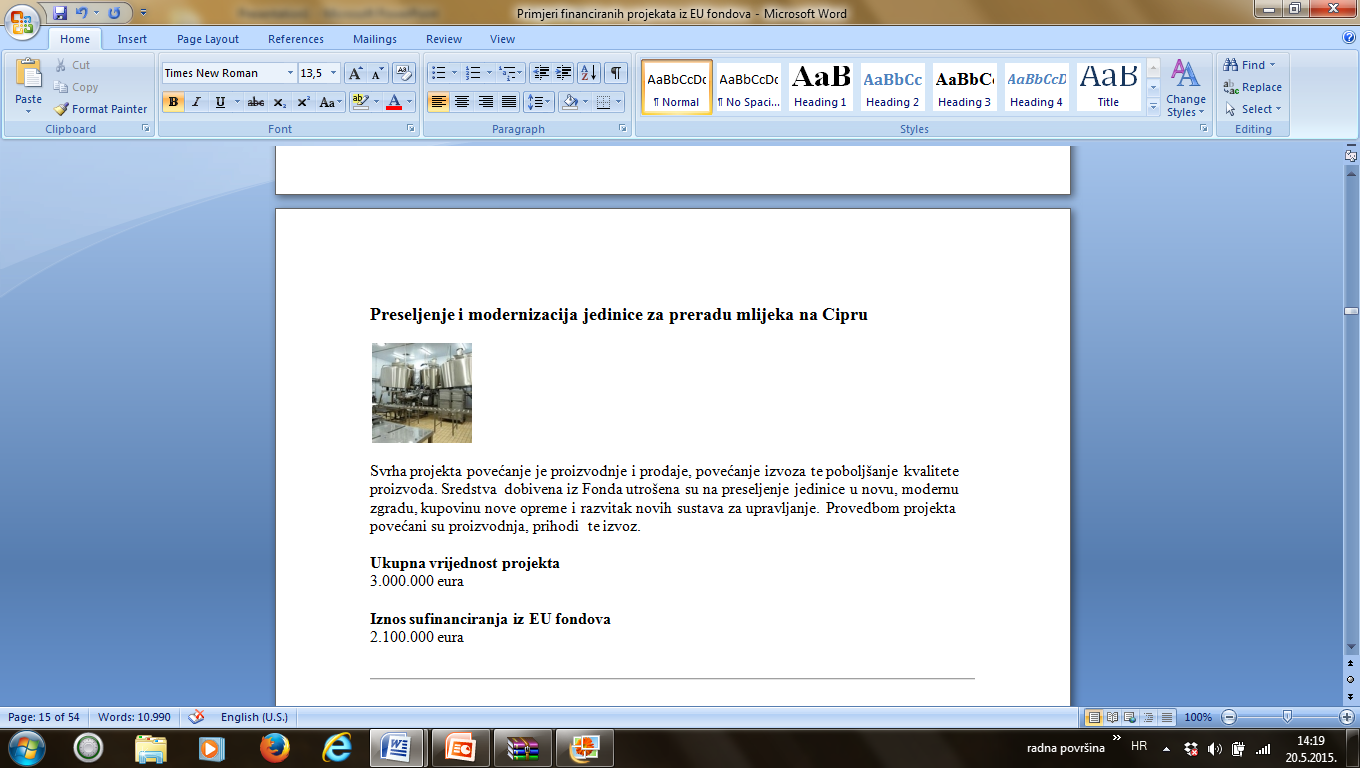 Primjeri financiranih projekata iz EU fondova - Microsoft Word
Home Insert Page Layout References Mailings Review View
Paste
Cut
Copy
Format Painter
Clipboard
Times New Roman 13,5
B I U abc x₂ x² Aa
Font
Paragraph
AaBbCcDc AaBbCcDc AaB AaBbCc AaBbCc AaBbCcD AaB
¶ Normal ¶ No Spaci... Heading 1 Heading 2 Heading 3 Heading 4 Title
Change
Styles
Styles
Find
Replace
Select
Editing
Preseljenje i modernizacija jedinice za preradu mlijeka na Cipru
Svrha projekta povećanje je proizvodnje i prodaje, povećanje izvoza te poboljšanje kvalitete
proizvoda. Sredstva dobivena iz Fonda utrošena su na preseljenje jedinice u novu, modernu
zgradu, kupovinu nove opreme i razvitak novih sustava za upravljanje. Provedbom projekta
povećani su proizvodnja, prihodi te izvoz.
Ukupna vrijednost projekta
3.000.000 eura
Iznos sufinanciranja iz EU fondova
2.100.000 eura
Page: 15 of 54 Words: 10.990 English (U.S.) 100%
radna površina HR 14:19
20.5.2015.